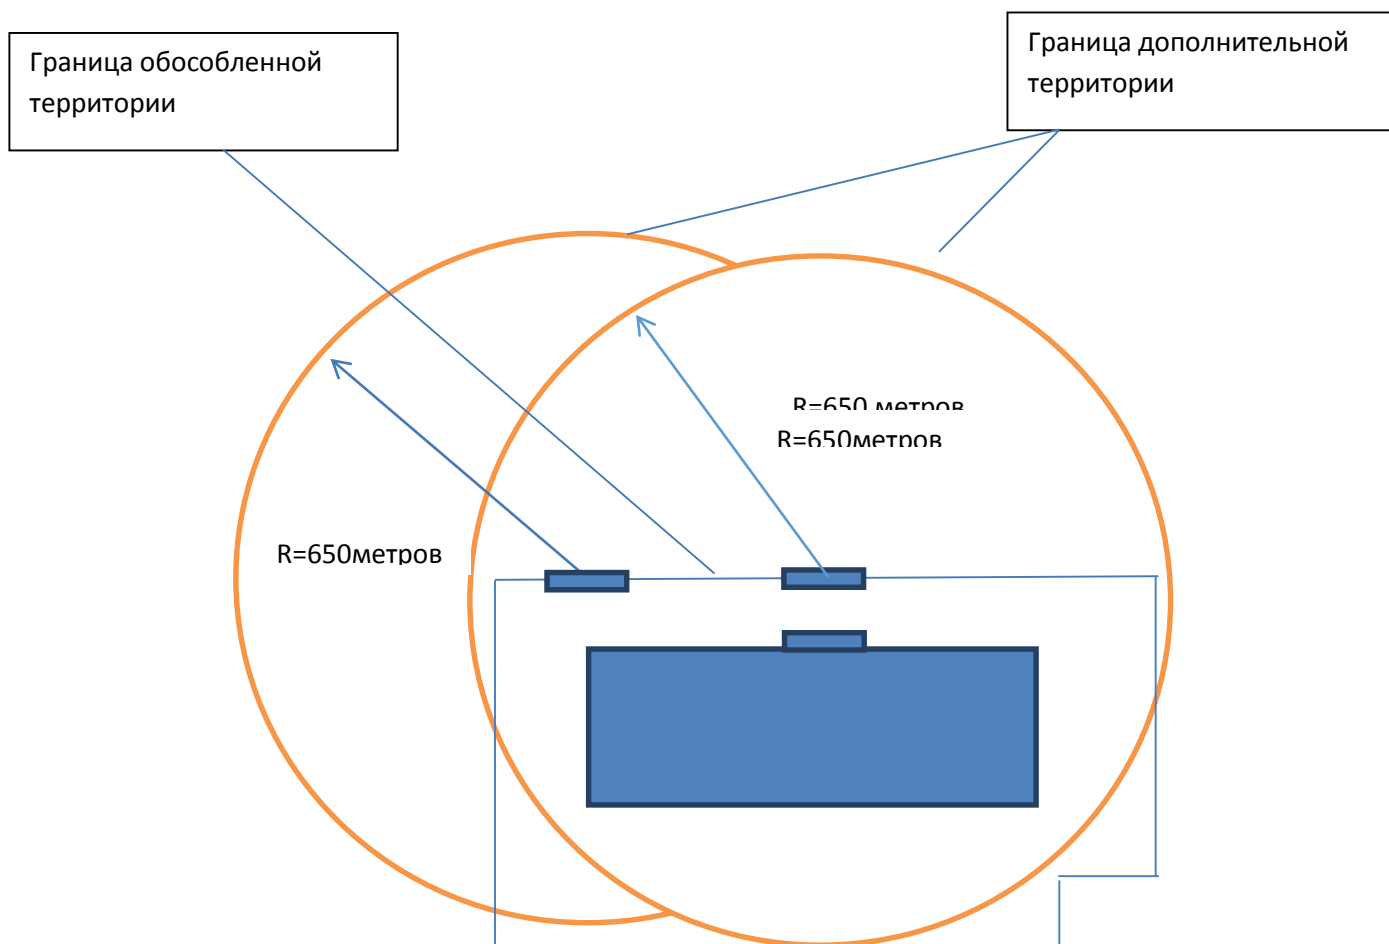 Граница обособленной
территории
Граница дополнительной
территории
R=650 метров
R=650метров
R=650метров